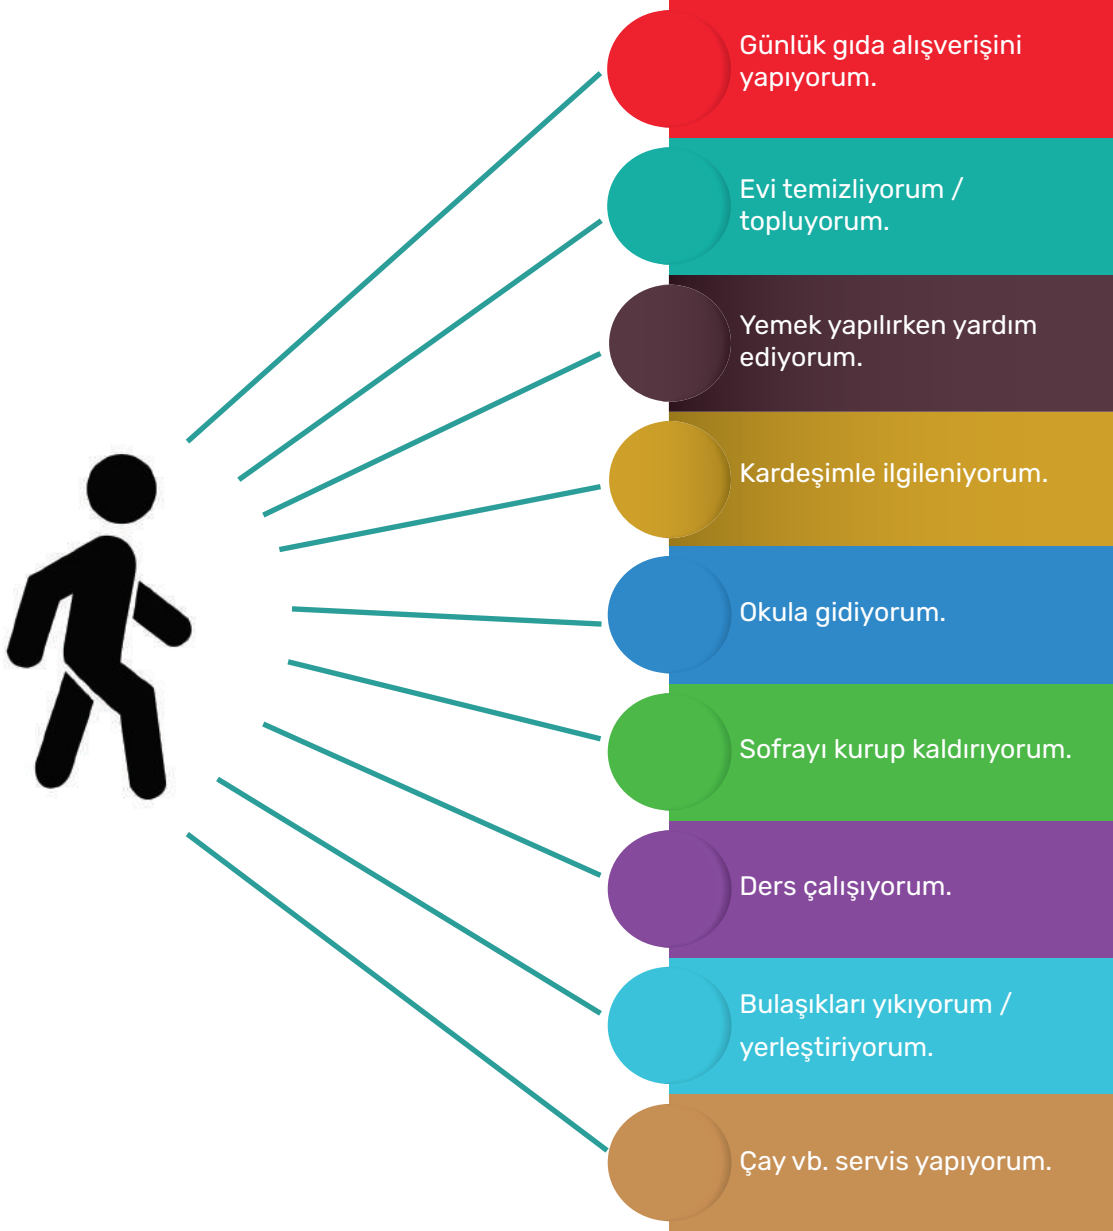 Günlük gıda alışverişini
yapıyorum.
Evi temizliyorum /
topluyorum.
Yemek yapılırken yardım
ediyorum.
Kardeşimle ilgileniyorum.
Okula gidiyorum.
Sofrayı kurup kaldırıyorum.
Ders çalışıyorum.
Bulaşıkları yıkıyorum /
yerleştiriyorum.
Çay vb. servis yapıyorum.